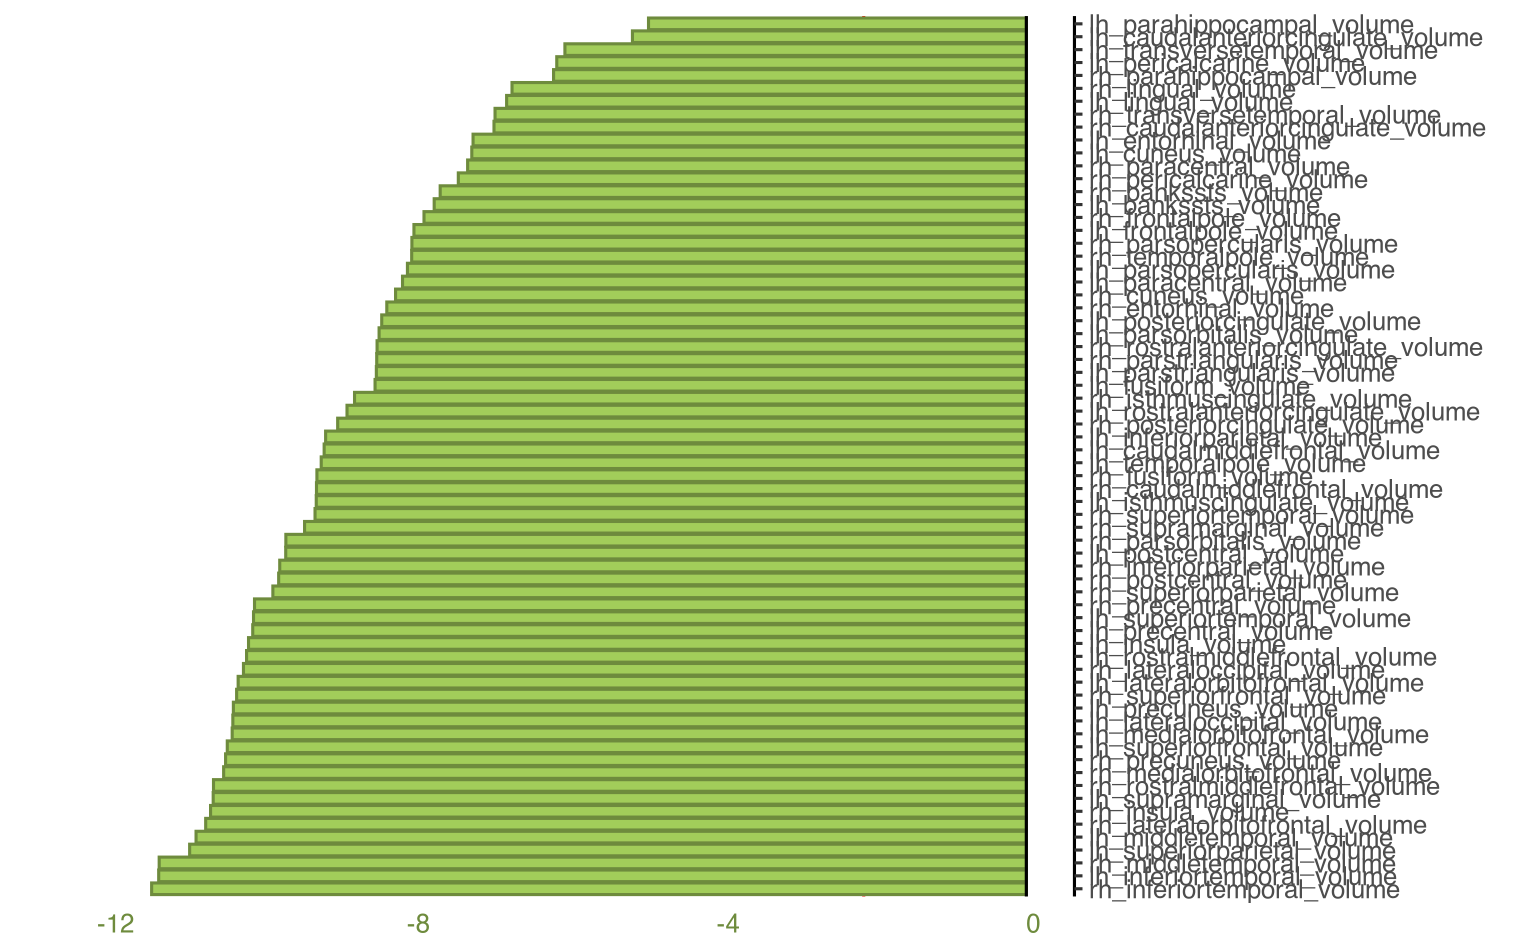 lh_parahippocampal_volume
lh_caudalanteriorcingulate_volume
lh_transversetemporal_volume
lh_pericalcarine_volume
rh_parahippocampal_volume
rh_lingual_volume
lh_lingual_volume
rh_transversetemporal_volume
rh_caudalanteriorcingulate_volume
lh_entorhinal_volume
lh_cuneus_volume
rh_paracentral_volume
rh_pericalcarine_volume
rh_bankssts_volume
lh_bankssts_volume
rh_frontalpole_volume
lh_frontalpole_volume
rh_parsopercularis_volume
rh_temporalpole_volume
lh_parsopercularis_volume
lh_paracentral_volume
rh_cuneus_volume
rh_entorhinal_volume
lh_posteriorcingulate_volume
lh_parsorbitalis_volume
rh_rostralanteriorcingulate_volume
rh_parstriangularis_volume
lh_parstriangularis_volume
lh_fusiform_volume
rh_isthmuscingulate_volume
lh_rostralanteriorcingulate_volume
rh_posteriorcingulate_volume
lh_inferiorparietal_volume
lh_caudalmiddlefrontal_volume
lh_temporalpole_volume
rh_fusiform_volume
rh_caudalmiddlefrontal_volume
lh_isthmuscingulate_volume
rh_superiortemporal_volume
rh_supramarginal_volume
rh_parsorbitalis_volume
lh_postcentral_volume
rh_inferiorparietal_volume
rh_postcentral_volume
rh_superiorparietal_volume
rh_precentral_volume
lh_superiortemporal_volume
lh_precentral_volume
lh_insula_volume
lh_rostralmiddlefrontal_volume
rh_lateraloccipital_volume
lh_lateralorbitofrontal_volume
rh_superiorfrontal_volume
lh_precuneus_volume
lh_lateraloccipital_volume
lh_medialorbitofrontal_volume
lh_superiorfrontal_volume
rh_precuneus_volume
rh_medialorbitofrontal_volume
rh_rostralmiddlefrontal_volume
lh_supramarginal_volume
rh_insula_volume
rh_lateralorbitofrontal_volume
lh_middletemporal_volume
lh_superiorparietal_volume
rh_middletemporal_volume
lh_inferiortemporal_volume
rh_inferiortemporal_volume
-12 -8 -4 0